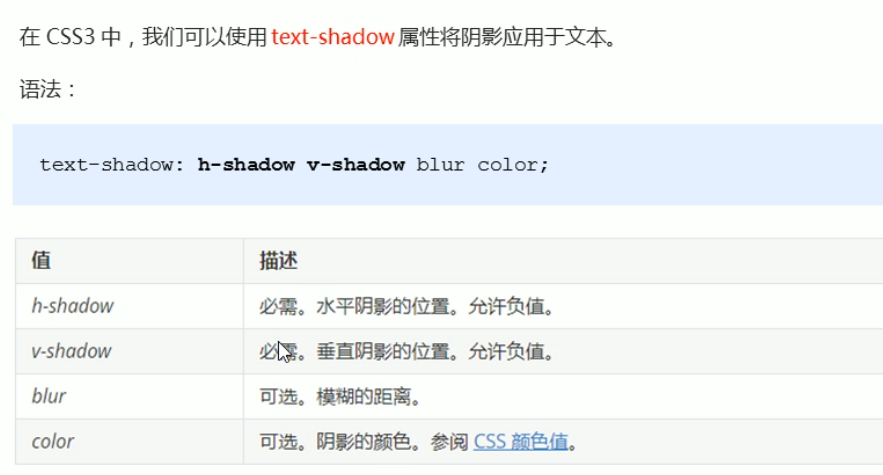 在 CSS3 中，我们可以使用 text-shadow 属性将阴影应用于文本。
语法：
text-shadow: h-shadow v-shadow blur color;
值 描述
h-shadow 必需。水平阴影的位置。允许负值。
v-shadow 必需。垂直阴影的位置。允许负值。
blur 可选。模糊的距离。
color 可选。阴影的颜色。参阅 CSS 颜色值。